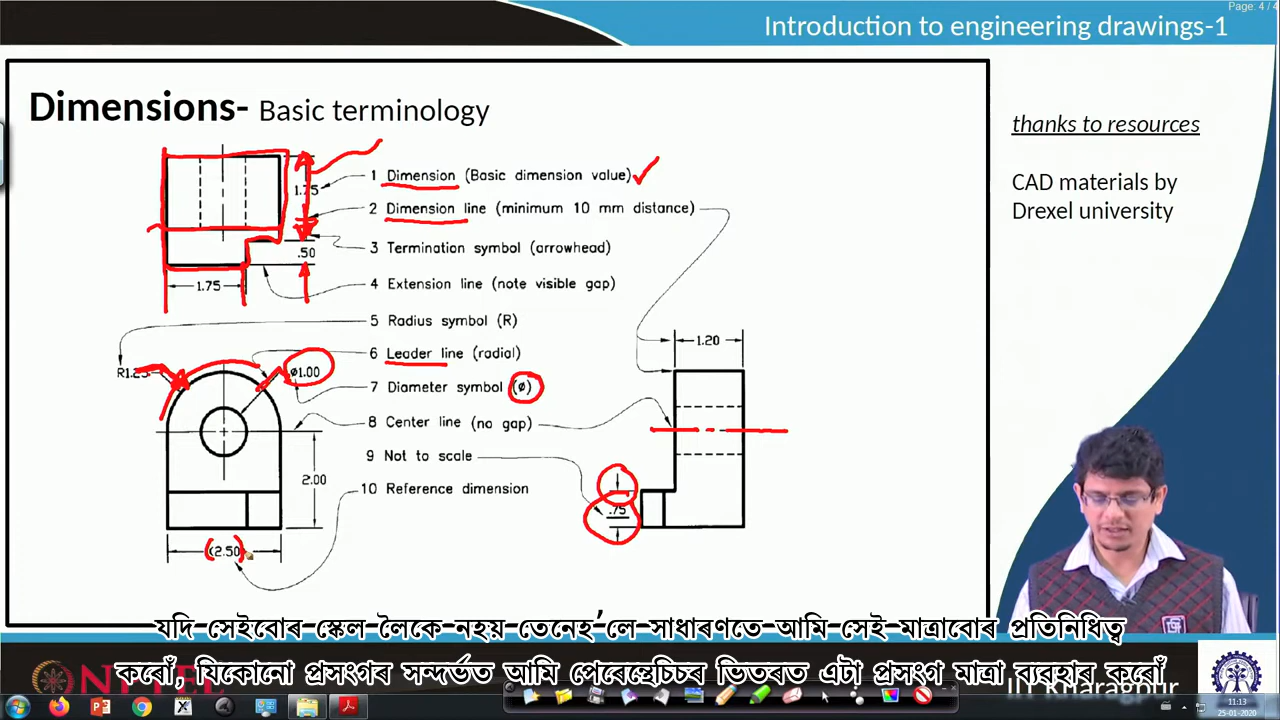 Page: 4 / 4
Introduction to engineering drawings-1
Dimensions- Basic terminology
thanks to resources
CAD materials by
Drexel university
1 Dimension (Basic dimension value)
1.75
2 Dimension line (minimum 10 mm distance)
3 Termination symbol (arrowhead)
.50
4 Extension line (note visible gap)
1.75
5 Radius symbol (R)
1.20
6 Leader line (radial)
R1.25
ø1.00
7 Diameter symbol (ø)
8 Center line (no gap)
9 Not to scale
2.00
10 Reference dimension
.75
(2.50)
যদি সেইবোৰ স্কেল লৈকে নহয় তেনেহ'লে সাধাৰণতে আমি সেই মাত্ৰাবোৰ প্ৰতিনিধিত্ব
কৰোঁ, যিকোনো প্ৰসংগৰ সন্দৰ্ভত আমি পেৰেন্থেচিচৰ ভিতৰত এটা প্ৰসংগ মাত্ৰা ব্যৱহাৰ কৰোঁ
IIT Kharagpur
11:13
25-01-2020